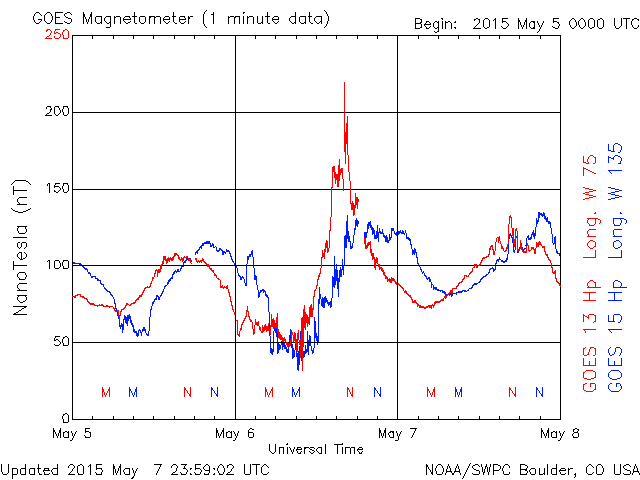 GOES Magnetometer (1 minute data)
Begin: 2015 May 5 0000 UTC
250
200
150
100
50
0
NanoTesla (nT)
GOES 13 Hp Long. W 75
GOES 15 Hp Long. W 135
M M N N M M N N M M N N
May 5 May 6 May 7 May 8
Universal Time
Updated 2015 May 7 23:59:02 UTC
NOAA/SWPC Boulder, CO USA